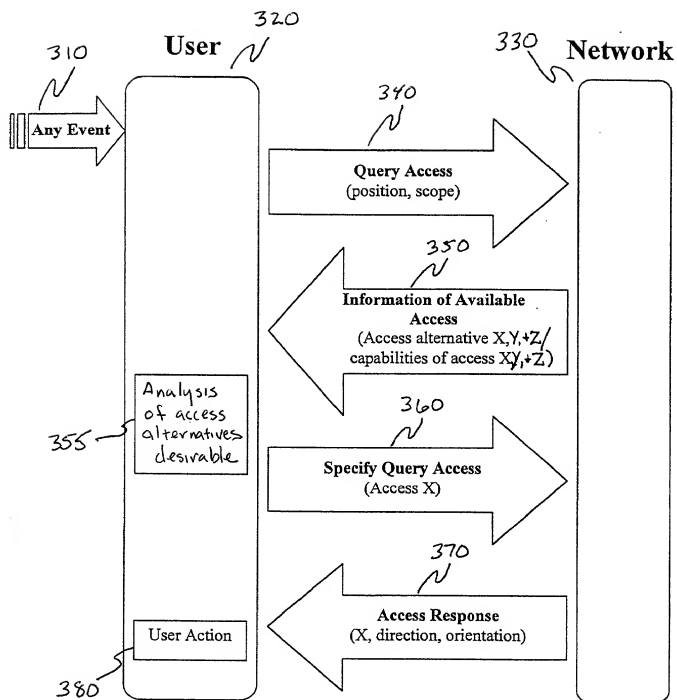 User
320
330
Network
310
Any Event
340
Query Access
(position, scope)
350
Information of Available
Access
(Access alternative X,Y,+Z/
capabilities of access X,Y,+Z)
Analysis
of access
alternatives
desirable
355
360
Specify Query Access
(Access X)
370
Access Response
(X, direction, orientation)
User Action
380